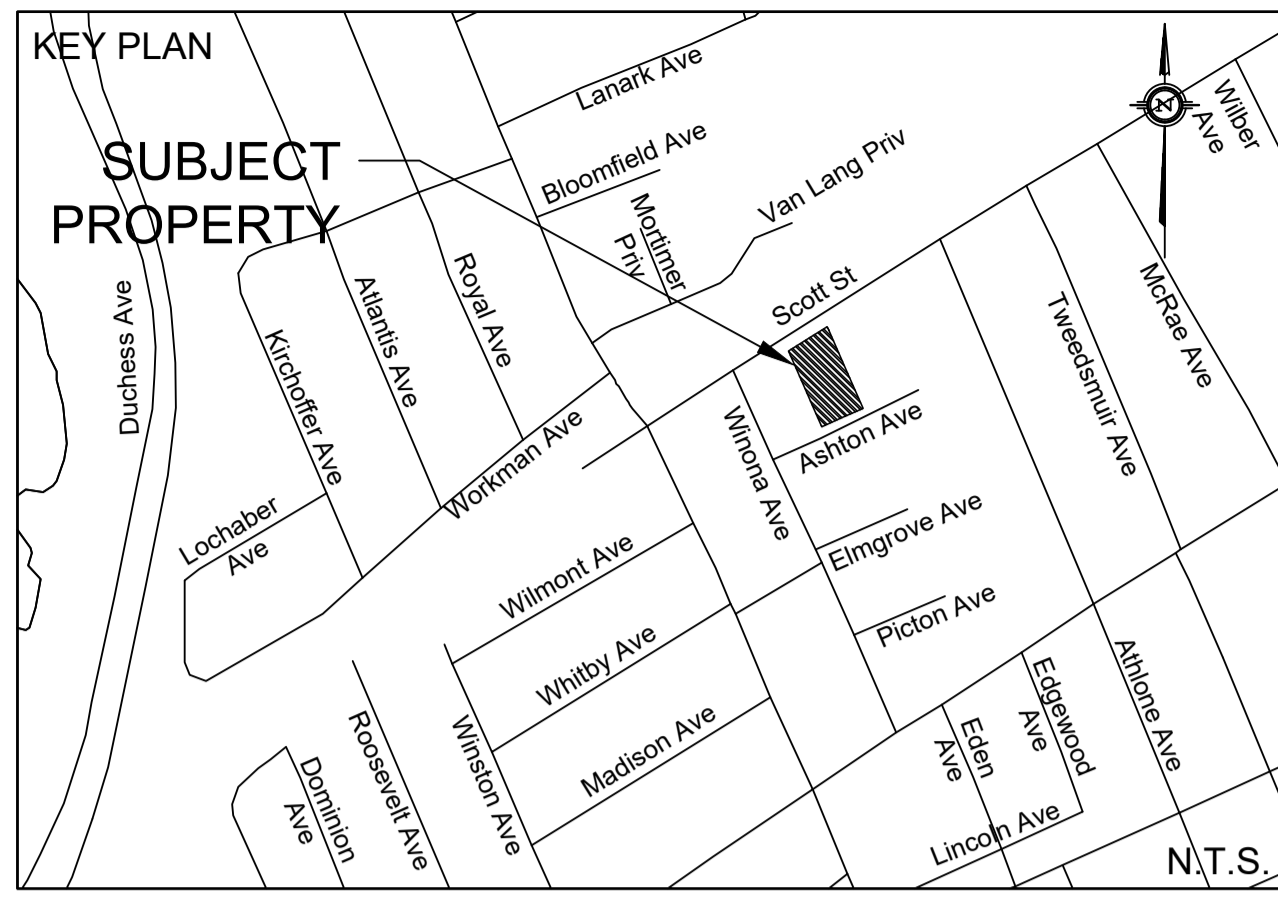 KEY PLAN
Lanark Ave
Wilber
Ave
SUBJECT
PROPERTY
Bloomfield Ave
Van Lang Priv
Mortimer
Priv
N
Duchess Ave
Royal Ave
Atlantis Ave
Scott St
McRae Ave
Kirchoffer Ave
Tweedsmuir Ave
Workman Ave
Winona Ave
Ashton Ave
Lochaber
Ave
Elmgrove Ave
Wilmont Ave
Picton Ave
Whitby Ave
Athlone Ave
Edgewood
Ave
Roosevelt Ave
Winston Ave
Madison Ave
Eden
Ave
Dominion
Ave
Lincoln Ave
N.T.S.